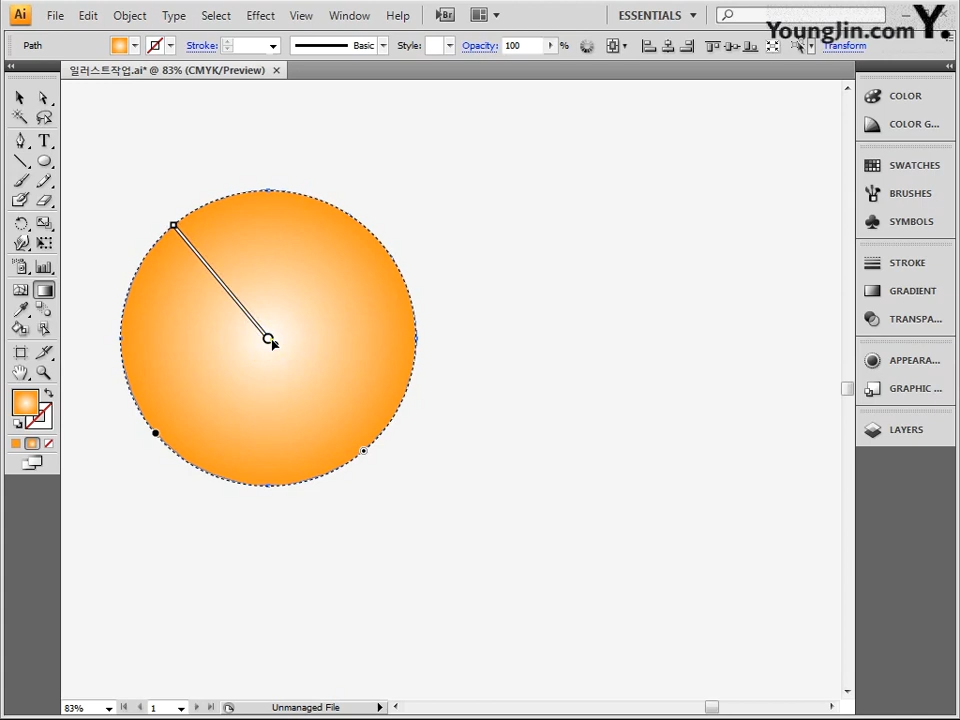 Ai File Edit Object Type Select Effect View Window Help Br ESSENTIALS
Younglin.com Y.
Path Stroke: Basic Style: Opacity: 100 % Transform
일러스트작업.ai* @ 83% (CMYK/Preview)
COLOR
COLOR G...
SWATCHES
BRUSHES
SYMBOLS
STROKE
GRADIENT
TRANSPA...
APPEARA...
GRAPHIC ...
LAYERS
T
83% 1 Unmanaged File